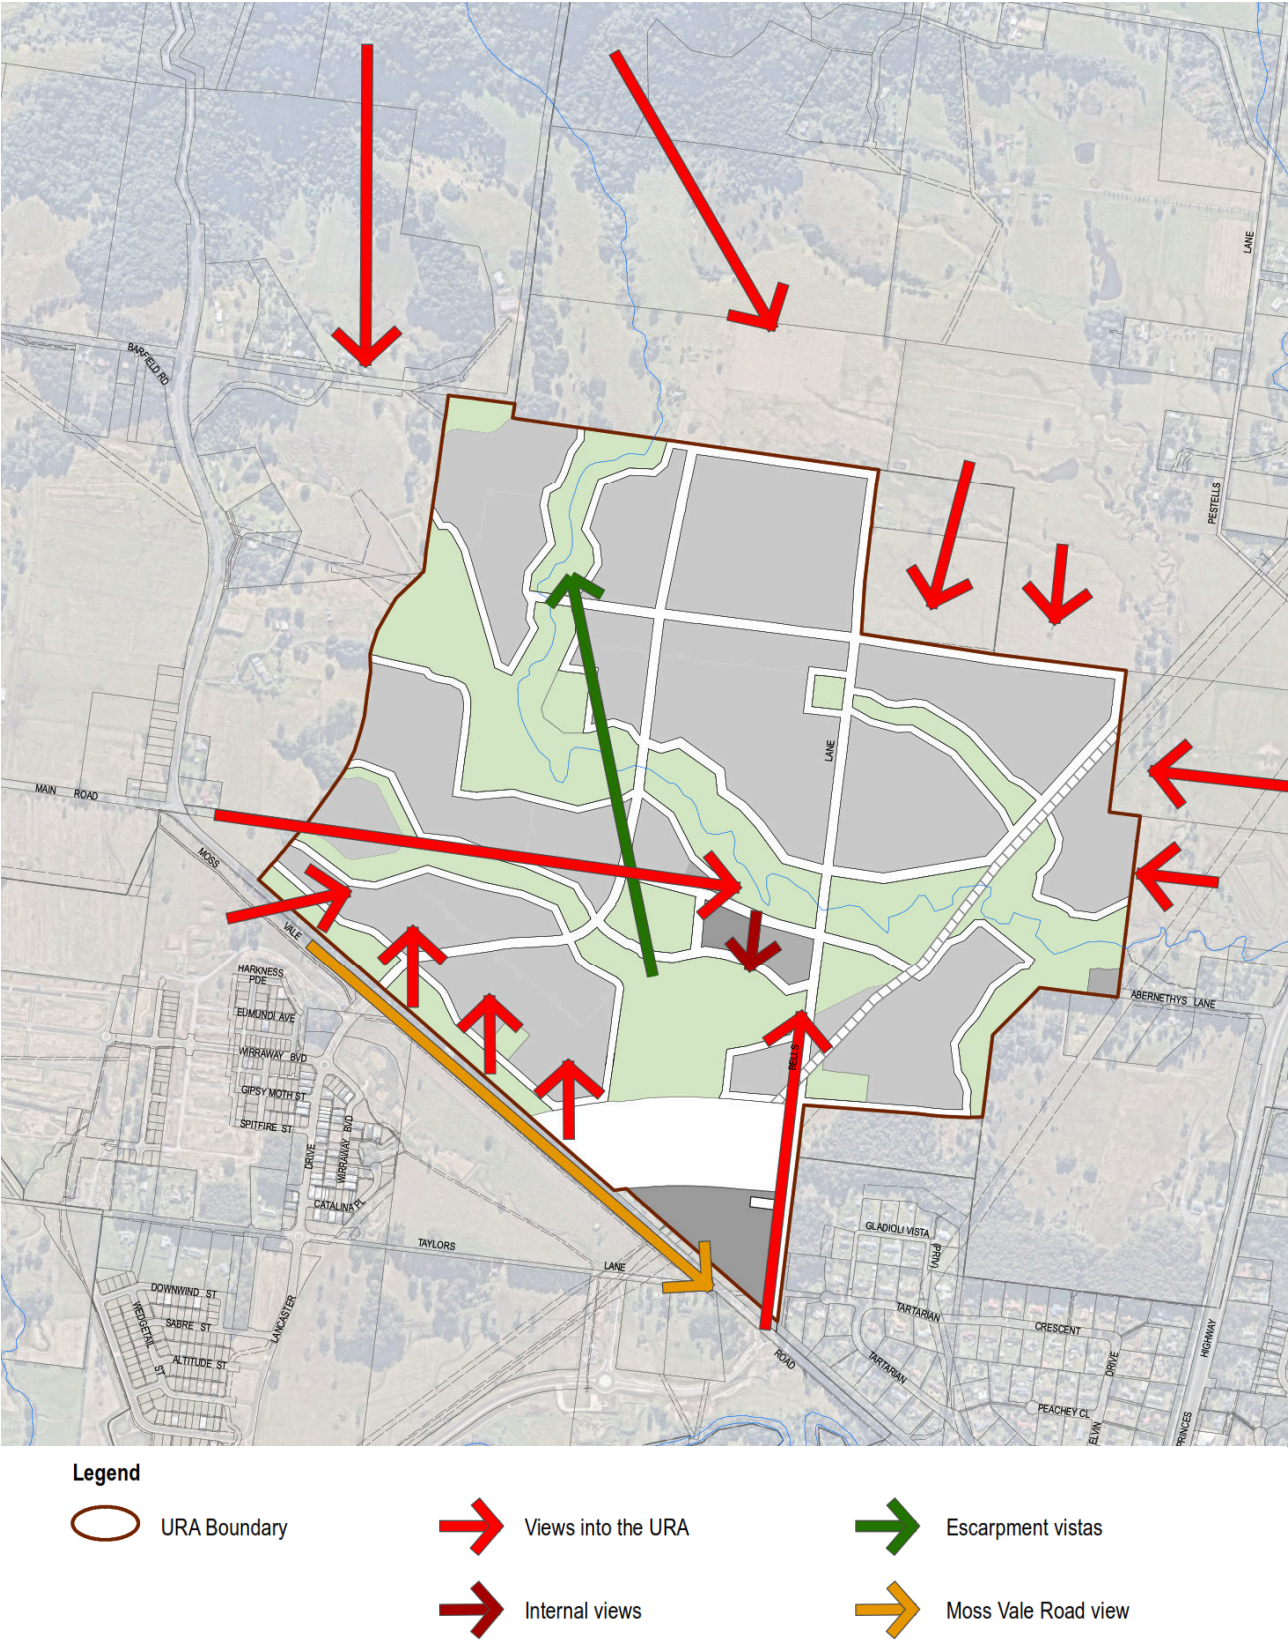 LANE
BARFIELD RD
PESTELLS
LANE
MAIN ROAD
MOSS
VALE
HARKNESS
PDE
EUMUNDI AVE
WIRRAWAY BVD
GIPSY MOTH ST
SPITFIRE ST
DRIVE
WIRRAWAY BVD
CATALINA PL
BELLS
ABERNETHYS LANE
TAYLORS
LANE
GLADIOLI VISTA
(PRIV)
DOWNWIND ST
SABRE ST
WEDGETAIL
ST
ALTITUDE ST
LANCASTER
TARTARIAN
CRESCENT
TARTARIAN
DRIVE
HIGHWAY
ROAD
PEACHEY CL
ELVIN
PRINCES
Legend
URA Boundary
Views into the URA
Escarpment vistas
Internal views
Moss Vale Road view